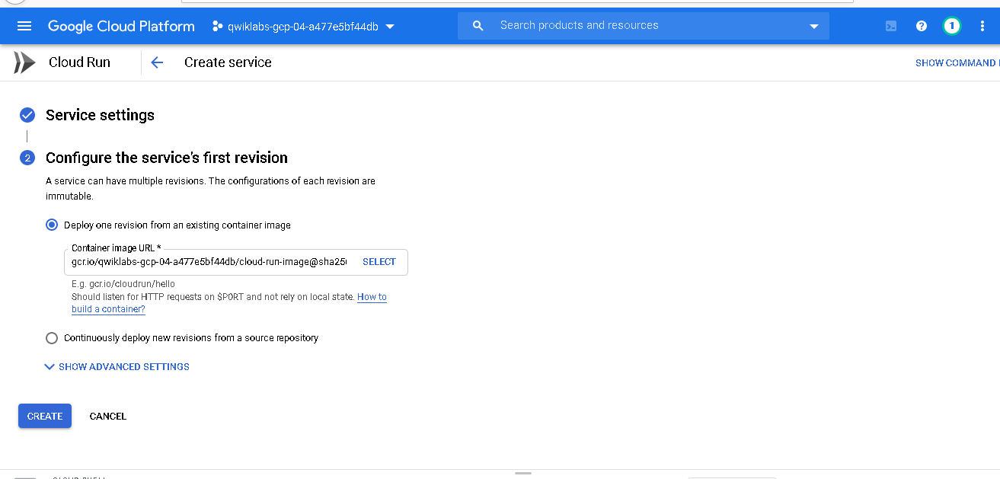 Google Cloud Platform
qwiklabs-gcp-04-a477e5bf44db
Search products and resources
?
1
Cloud Run
Create service
SHOW COMMAND
Service settings
2
Configure the service's first revision
A service can have multiple revisions. The configurations of each revision are
immutable.
Deploy one revision from an existing container image
Container image URL *
gcr.io/qwiklabs-gcp-04-a477e5bf44db/cloud-run-image@sha25
SELECT
E.g. gcr.io/cloudrun/hello
Should listen for HTTP requests on $PORT and not rely on local state. How to
build a container?
Continuously deploy new revisions from a source repository
SHOW ADVANCED SETTINGS
CREATE
CANCEL